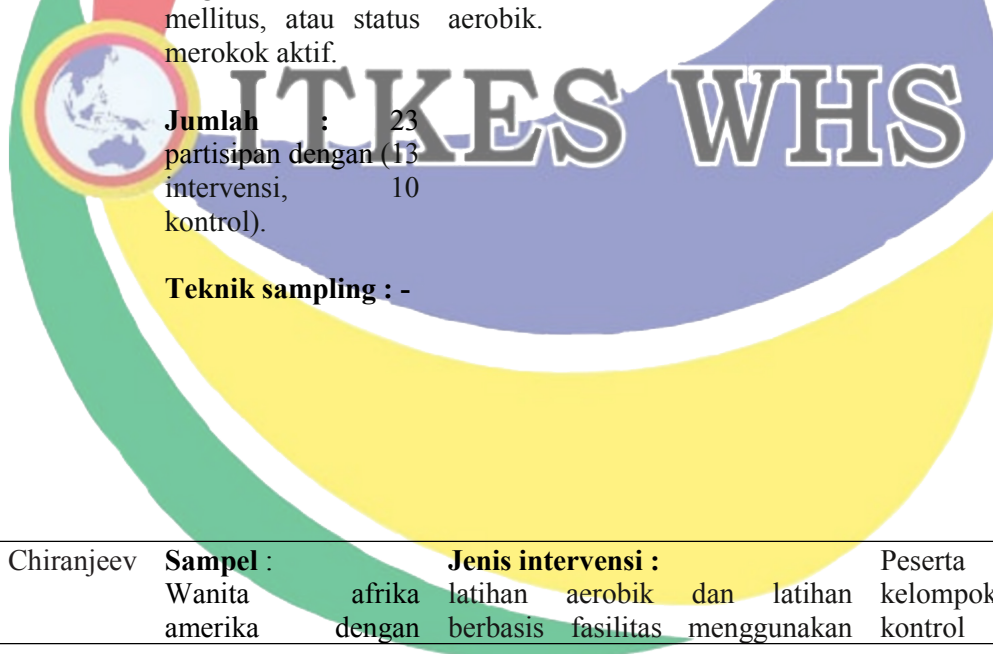 mellitus, atau status aerobik.
merokok aktif.
ITKES WHS
Jumlah : 23
partisipan dengan (13
intervensi, 10
kontrol).
Teknik sampling : -
Chiranjeev Sampel : Jenis intervensi : Peserta
Wanita afrika latihan aerobik dan latihan kelompok
amerika dengan berbasis fasilitas menggunakan kontrol